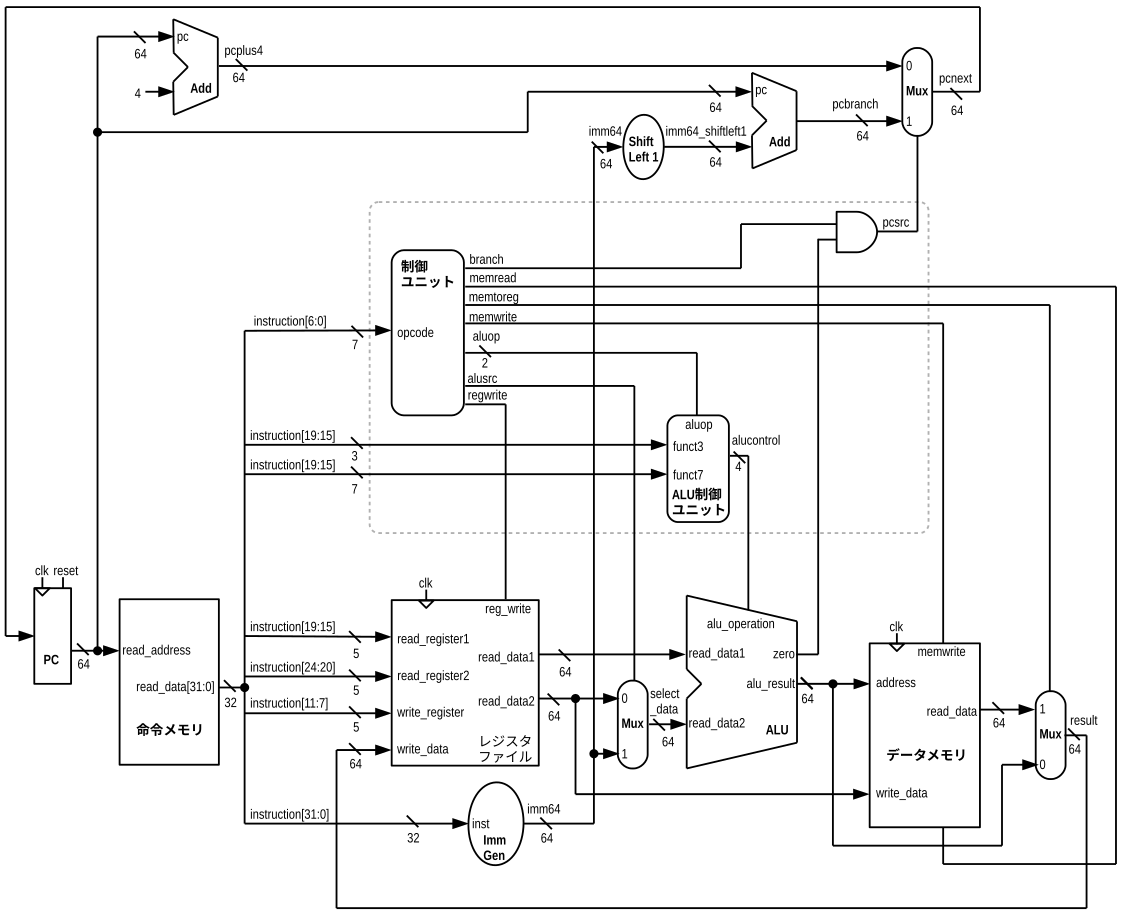 pc
64
pcplus4
64
4
Add
0
Mux
1
pcnext
64
pc
64
pcbranch
64
Add
imm64
64
Shift
Left 1
imm64_shiftleft1
64
pcsrc
制御
ユニット
opcode
branch
memread
memtoreg
memwrite
aluop
2
alusrc
regwrite
instruction[6:0]
7
instruction[19:15]
3
instruction[19:15]
7
aluop
funct3
funct7
ALU制御
ユニット
alucontrol
4
clk
reset
PC
64
read_address
read_data[31:0]
命令メモリ
32
instruction[19:15]
5
instruction[24:20]
5
instruction[11:7]
5
64
instruction[31:0]
32
clk
reg_write
read_register1
read_data1
read_register2
read_data2
write_register
write_data
レジスタ
ファイル
64
64
inst
Imm
Gen
imm64
64
0
Mux
1
select
_data
64
alu_operation
read_data1
zero
alu_result
read_data2
ALU
64
clk
memwrite
address
read_data
データメモリ
write_data
64
1
Mux
0
result
64